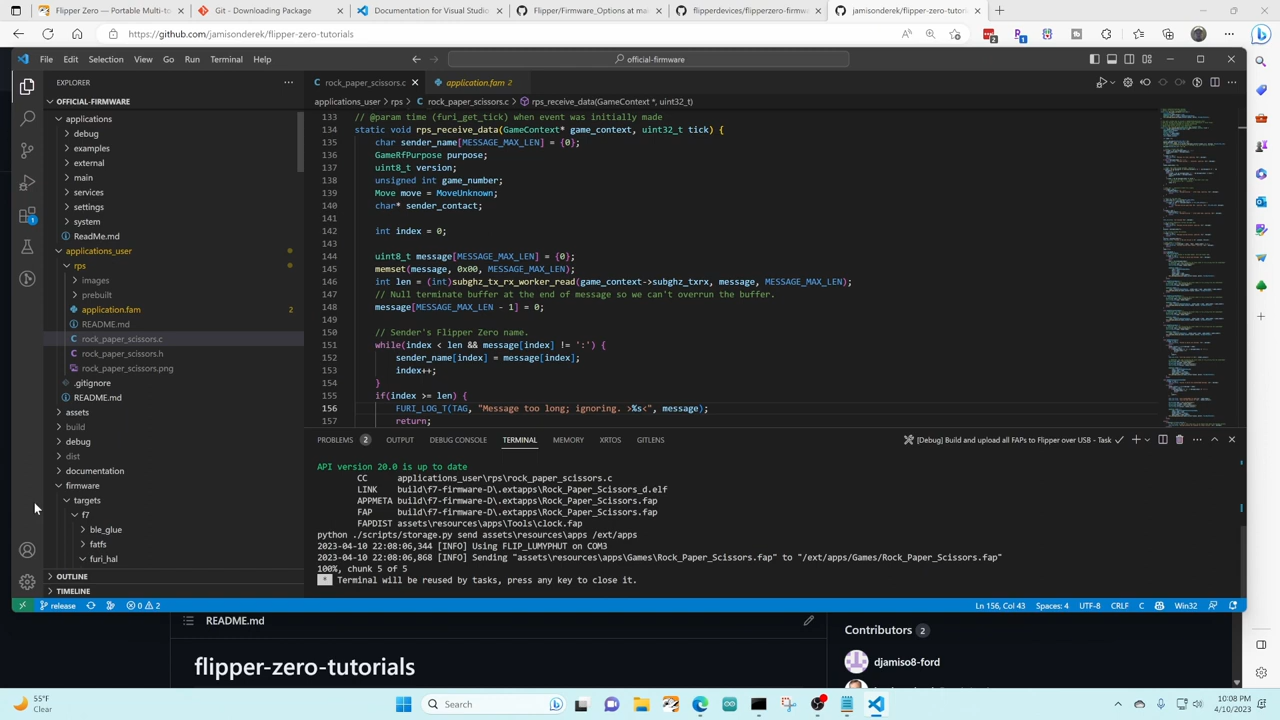 Flipper Zero — Portable Multi-to
Git - Downloading Package
Documentation for Visual Studio
Flipper/Firmware_Options at ma
flipperdevices/flipperzero-firmw
jamisonderek/flipper-zero-tutorials
https://github.com/jamisonderek/flipper-zero-tutorials
File Edit Selection View Go Run Terminal Help
official-firmware
EXPLORER
rock_paper_scissors.c
application.fam 2
OFFICIAL-FIRMWARE
applications_user > rps > rock_paper_scissors.c > rps_receive_data(GameContext *, uint32_t)
applications
debug
examples
external
main
services
settings
system
ReadMe.md
applications_user
rps
images
prebuilt
application.fam 2
README.md
rock_paper_scissors.c
rock_paper_scissors.h
rock_paper_scissors.png
.gitignore
README.md
assets
build
debug
dist
documentation
firmware
targets
f7
ble_glue
fatfs
furi_hal
OUTLINE
TIMELINE
133 // @param time (furi_get_tick) when event was initially made
134 static void rps_receive_data(GameContext* game_context, uint32_t tick) {
135 char sender_name[MESSAGE_MAX_LEN] = {0};
136 GameRfPurpose purpose;
137 uint8_t version;
138 unsigned int game;
139 Move move = MoveUnknown;
140 char* sender_contact;
141
142 int index = 0;
143
144 uint8_t message[MESSAGE_MAX_LEN] =
145 memset(message, 0x00, MESSAGE_MAX_LEN
146 int len = (int) (game_context->subghz_txrx, message, MESSAGE_MAX_LEN);
147 // Null terminate the end of message so we don't overrun the
148 message[MESSAGE_MAX 0;
149
150 // Sender's Flipper Zero name.
151 while(index < len && message[index] != {
152 sender_name[index] = message[index
153 index++;
154 }
155 if(index >= len) {
156 FURI_LOG_T(TAG, too long, ignoring. >%s< , message);
157 return;
PROBLEMS 2 OUTPUT DEBUG CONSOLE TERMINAL MEMORY XRTOS GITLENS
[Debug] Build and upload all FAPs to Flipper over USB - Task
API version 20.0 is up to date
CC applications_user\rps\rock_paper_scissors.c
LINK build\f7-firmware-D\.extapps\Rock_Paper_Scissors_d.elf
APPMETA build\f7-firmware-D\.extapps\Rock_Paper_Scissors.fap
FAP build\f7-firmware-D\.extapps\Rock_Paper_Scissors.fap
FAPDIST assets\resources\apps\Tools\clock.fap
python ./scripts/storage.py send assets\resources\apps /ext/apps
2023-04-10 22:08:06,344 [INFO] Using FLIP_LUMYPHUT on COM3
2023-04-10 22:08:06,868 [INFO] Sending "assets\resources\apps\Games\Rock_Paper_Scissors.fap" to "/ext/apps/Games/Rock_Paper_Scissors.fap"
100%, chunk 5 of 5
* Terminal will be reused by tasks, press any key to close it.
release 0 2 Ln 156, Col 43 Spaces: 4 UTF-8 CRLF C Win32
README.md
Contributors 2
flipper-zero-tutorials
djamiso8-ford
55°F
Clear
Search
10:08 PM
4/10/2023